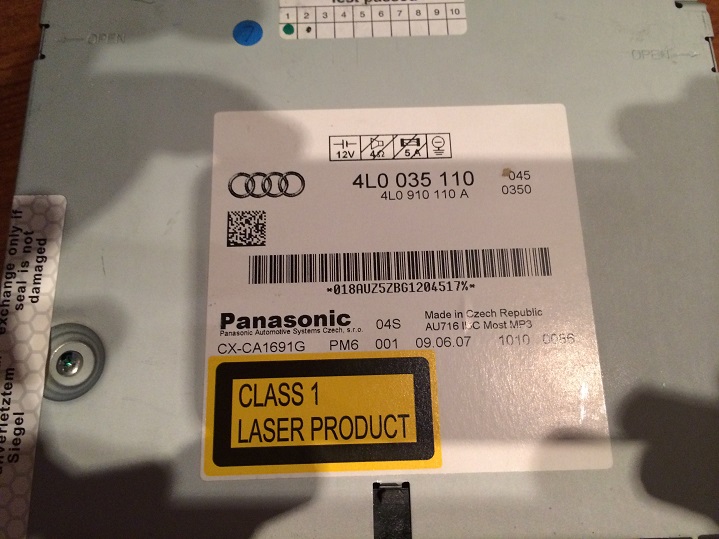 Test passed
1 2 3 4 5 6 7 8 9 10
7
OPEN
OPEN
12V 4Ω 5A
4L0 035 110 045
4L0 910 110 A 0350
*018AUZ5ZBG1204517%*
Panasonic 04S Made in Czech Republic
Panasonic Automotive Systems Czech, s.r.o. AU716 Most MP3
CX-CA1691G PM6 001 09.06.07 1010 0086
CLASS 1
LASER PRODUCT
exchange only if
seal is not
damaged
unverletztem
Siegel